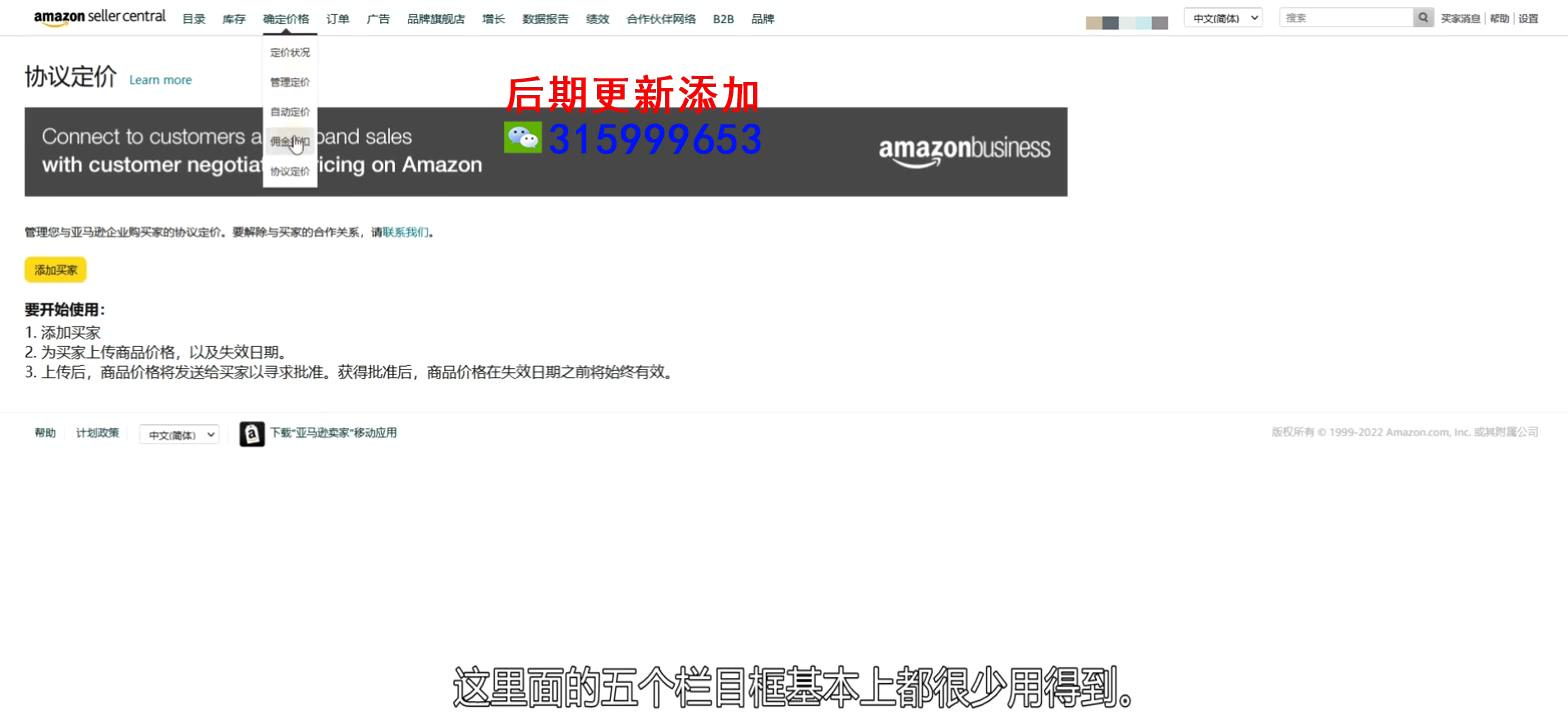 amazon seller central 目录 库存 确定价格 订单 广告 品牌旗舰店 增长 数据报告 绩效 合作伙伴网络 B2B 品牌 中文(简体) 搜索 买家消息 | 帮助 | 设置
定价状况
管理定价
自动定价
佣金
协议定价
协议定价 Learn more
后期更新添加
315999653
Connect to customers a band sales
with customer negotiat icing on Amazon
amazonbusiness
管理您与亚马逊企业购买家的协议定价。要解除与买家的合作关系，请联系我们。
添加买家
要开始使用：
1. 添加买家
2. 为买家上传商品价格，以及失效日期。
3. 上传后，商品价格将发送给买家以寻求批准。获得批准后，商品价格在失效日期之前将始终有效。
帮助 计划政策 中文(简体) a 下载“亚马逊卖家”移动应用 版权所有 © 1999-2022 Amazon.com, Inc. 或其附属公司
这里面的五个栏目框基本上都很少用得到。